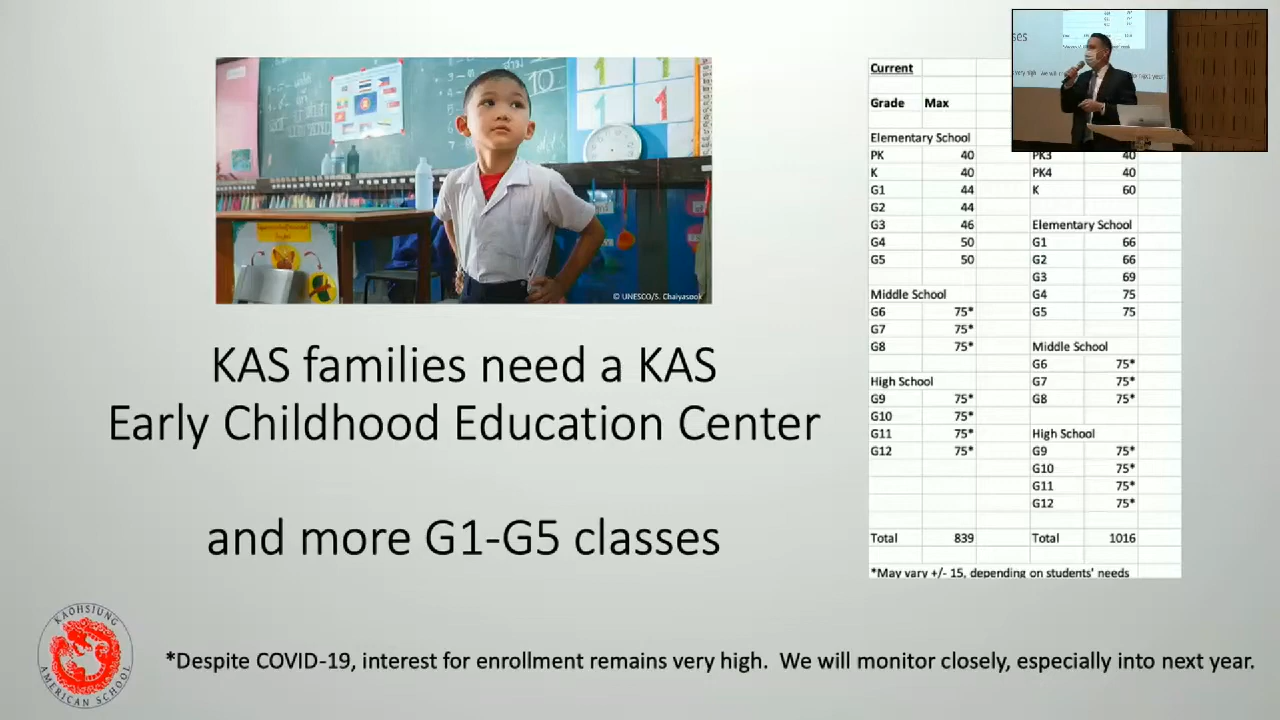 KAS families need a KAS
Early Childhood Education Center
and more G1-G5 classes
© UNESCO/S. Chaiyasook
10
1 1
1 1
Current
Grade Max
Elementary School
PK 40
K 40
G1 44
G2 44
G3 46
G4 50
G5 50
Middle School
G6 75*
G7 75*
G8 75*
High School
G9 75*
G10 75*
G11 75*
G12 75*
Total 839
PK3 40
PK4 40
K 60
Elementary School
G1 66
G2 66
G3 69
G4 75
G5 75
Middle School
G6 75*
G7 75*
G8 75*
High School
G9 75*
G10 75*
G11 75*
G12 75*
Total 1016
*May vary +/- 15, depending on students' needs
KAOHSIUNG
AMERICAN SCHOOL
*Despite COVID-19, interest for enrollment remains very high. We will monitor closely, especially into next year.